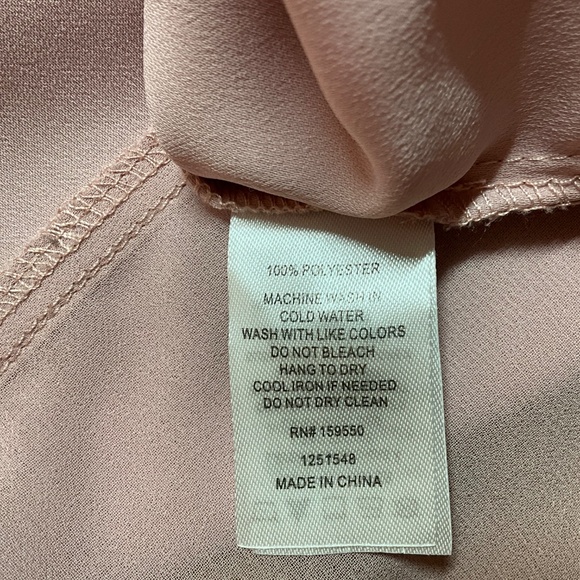 100% POLYESTER
MACHINE WASH IN
COLD WATER
WASH WITH LIKE COLORS
DO NOT BLEACH
HANG TO DRY
COOL IRON IF NEEDED
DO NOT DRY CLEAN
RN# 159550
1251548
MADE IN CHINA